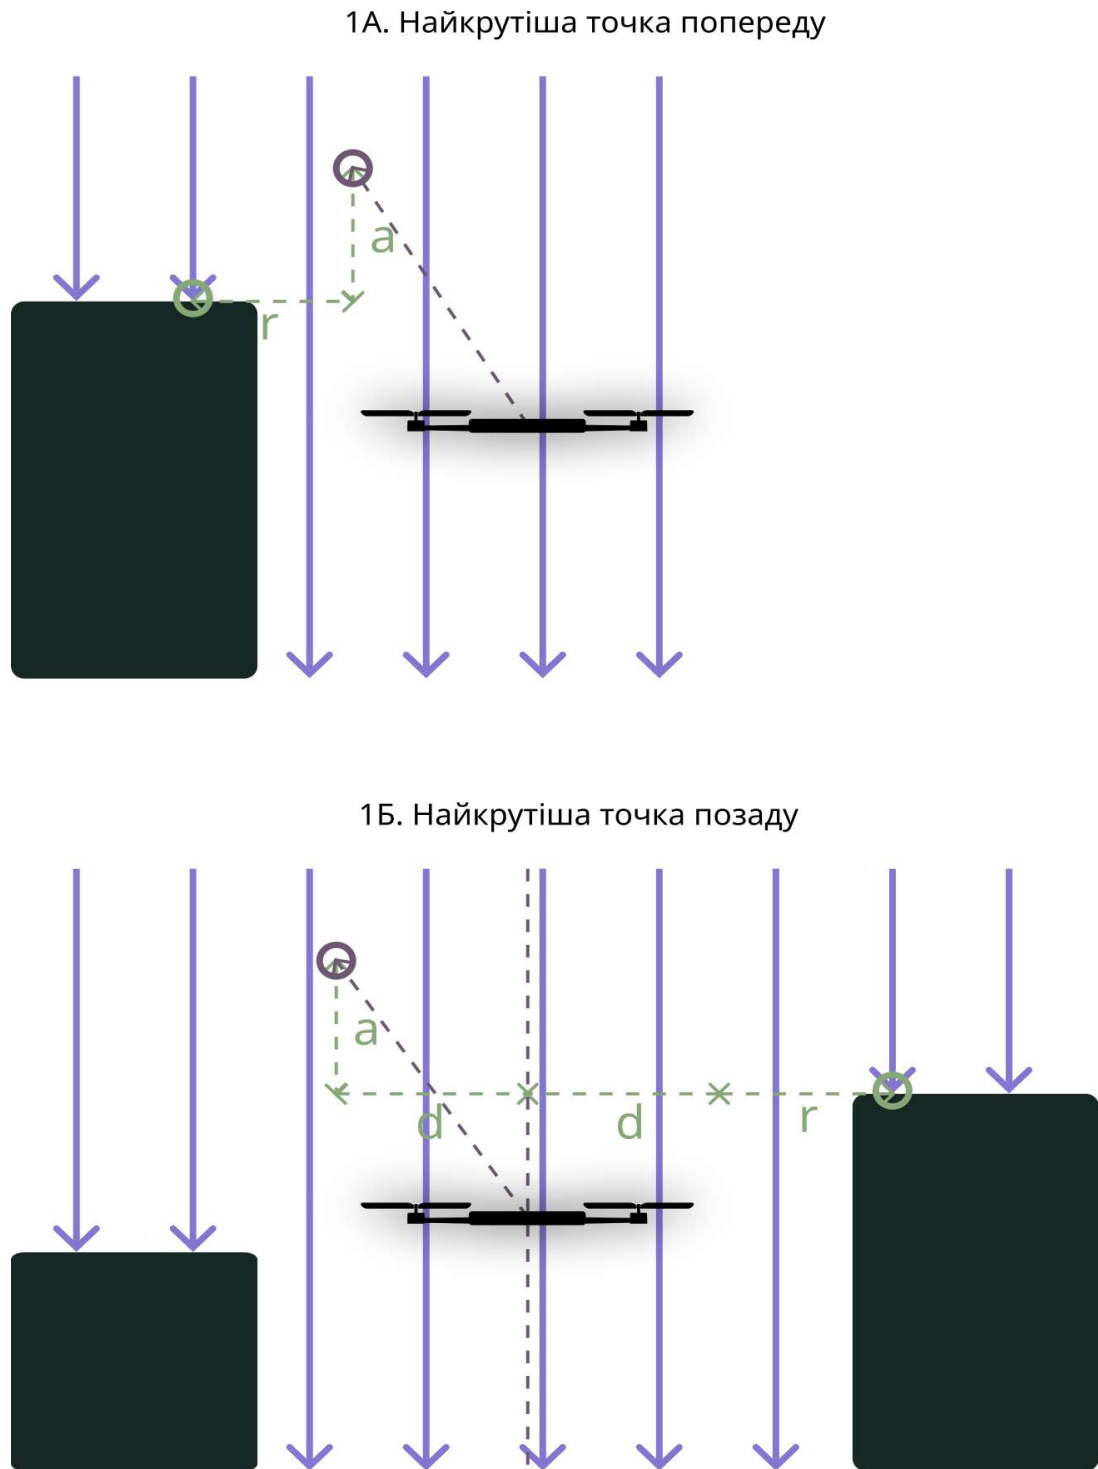 1А. Найкрутіша точка попереду
a
r
1Б. Найкрутіша точка позаду
a
d
d
r